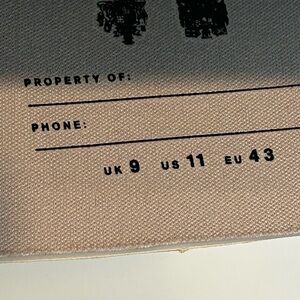 PROPERTY OF:
PHONE:
UK 9 US 11 EU 43